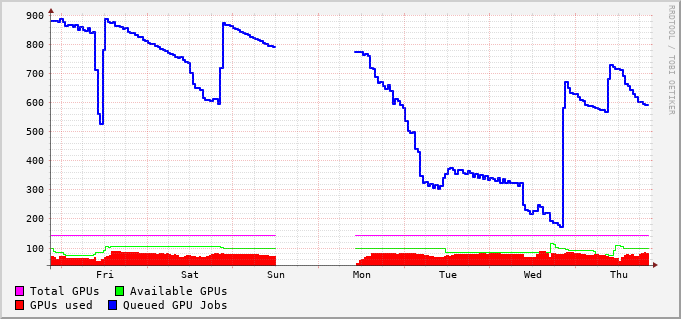 900
800
700
600
500
400
300
200
100
Fri Sat Sun Mon Tue Wed Thu
Total GPUs Available GPUs
GPUs used Queued GPU Jobs
RRDTOOL / TOBI OETIKER